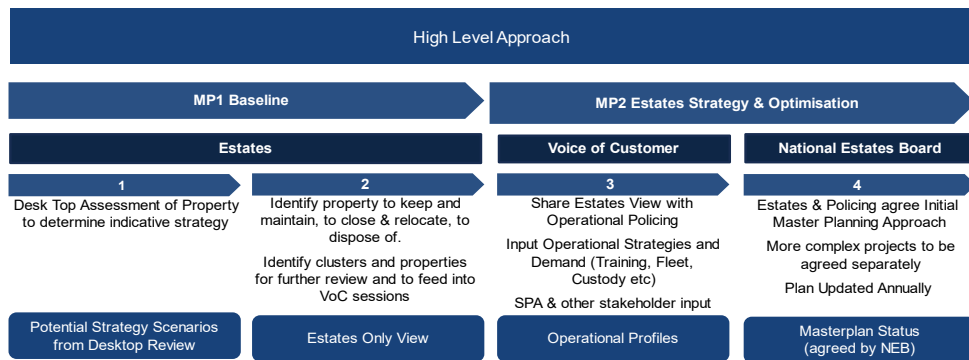 High Level Approach
MP1 Baseline
MP2 Estates Strategy & Optimisation
Estates
Voice of Customer
National Estates Board
1
2
3
4
Desk Top Assessment of Property
to determine indicative strategy
Identify property to keep and
maintain, to close & relocate, to
dispose of.
Identify clusters and properties
for further review and to feed into
VoC sessions
Share Estates View with
Operational Policing
Input Operational Strategies and
Demand (Training, Fleet,
Custody etc)
SPA & other stakeholder input
Estates & Policing agree Initial
Master Planning Approach
More complex projects to be
agreed separately
Plan Updated Annually
Potential Strategy Scenarios
from Desktop Review
Estates Only View
Operational Profiles
Masterplan Status
(agreed by NEB)